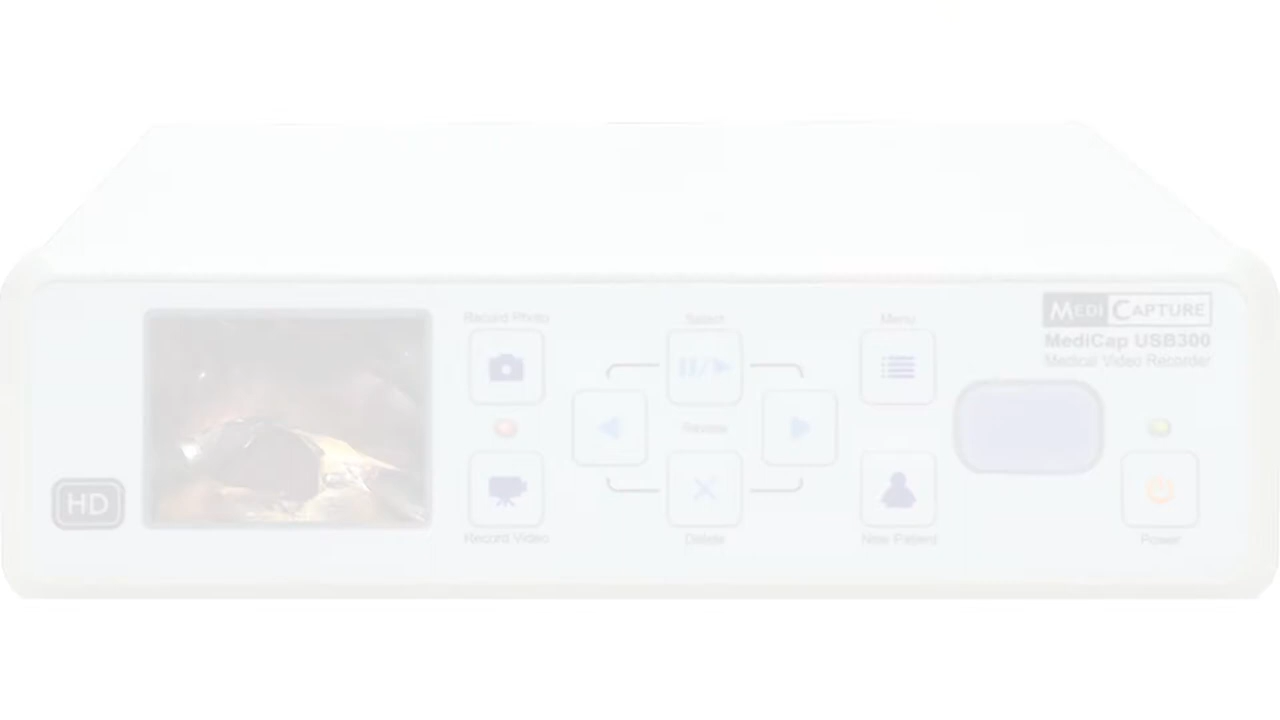 MEDI CAPTURE
MediCap USB300
Medical Video Recorder
Record Photo
Select
Menu
Review
HD
Record Video
Delete
New Patient
Power